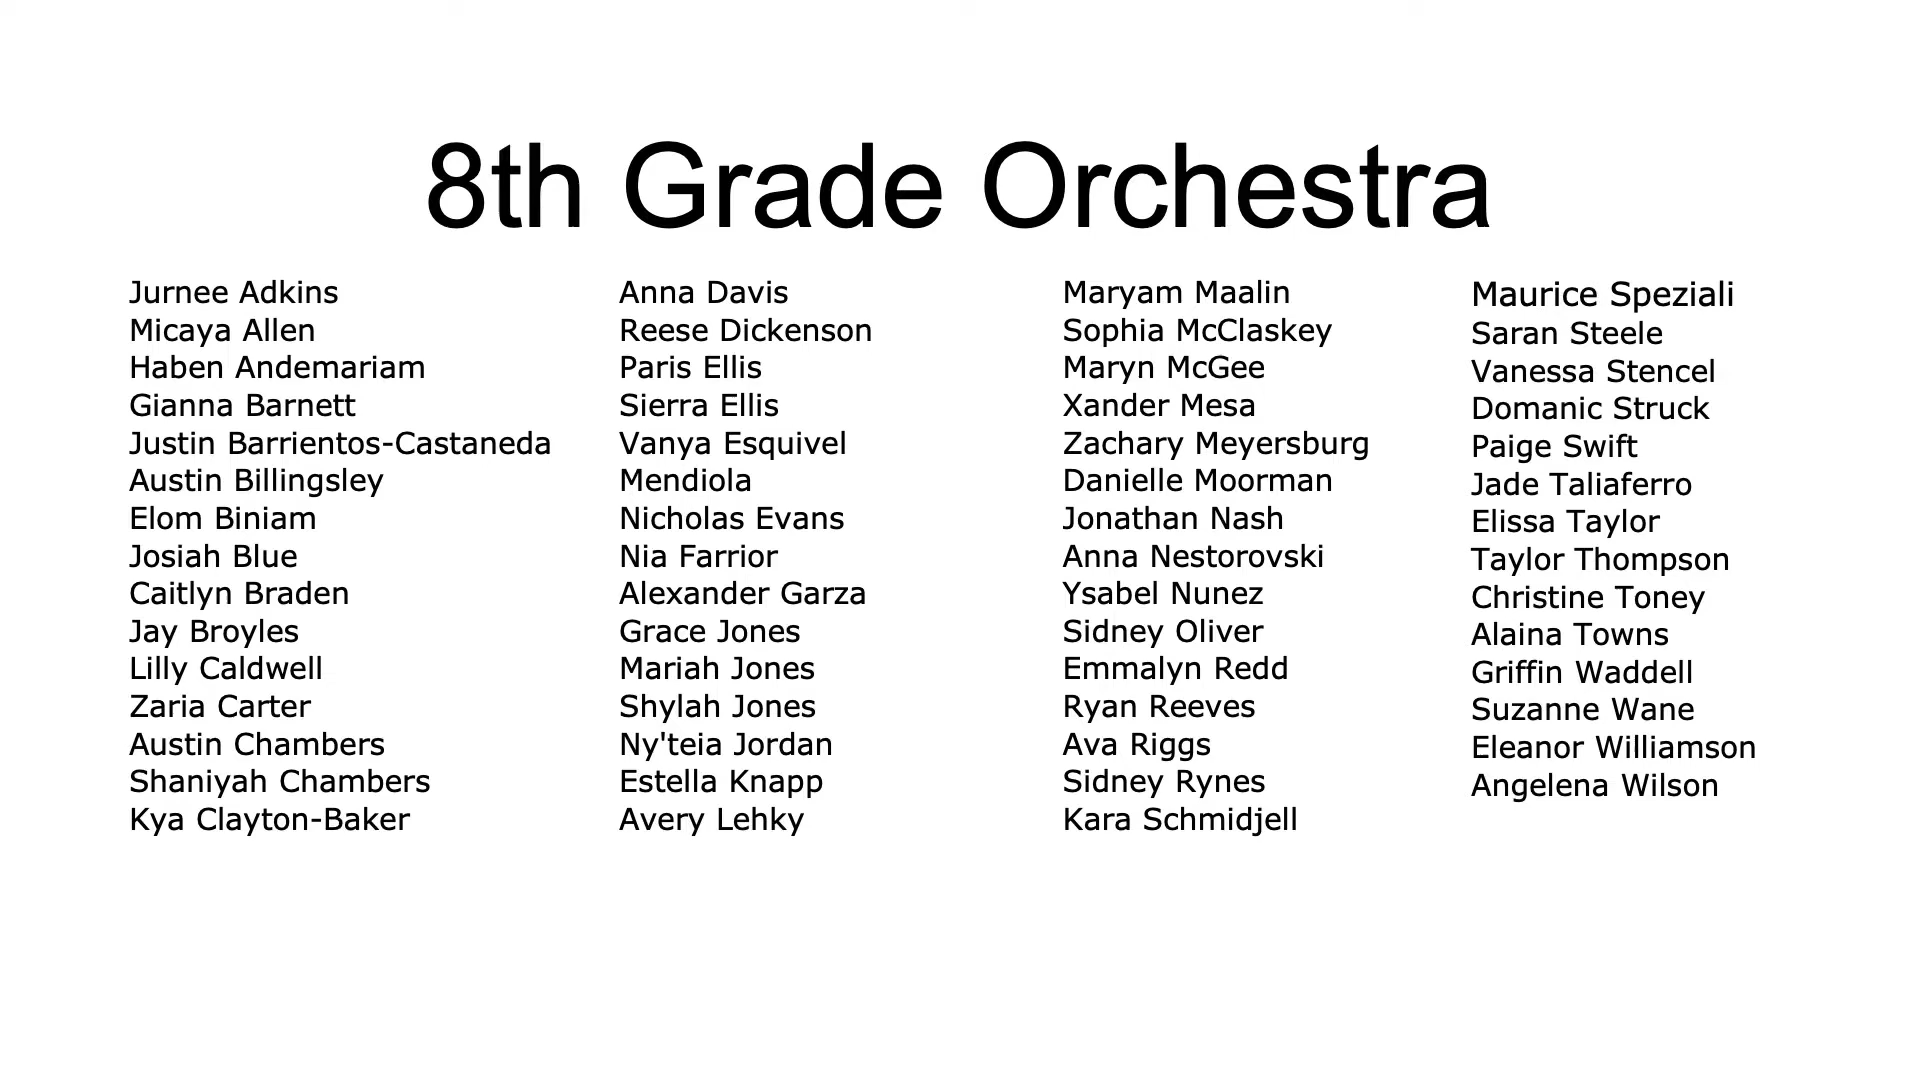 8th Grade Orchestra
Jurnee Adkins
Micaya Allen
Haben Andemariam
Gianna Barnett
Justin Barrientos-Castaneda
Austin Billingsley
Elom Biniam
Josiah Blue
Caitlyn Braden
Jay Broyles
Lilly Caldwell
Zaria Carter
Austin Chambers
Shaniyah Chambers
Kya Clayton-Baker
Anna Davis
Reese Dickenson
Paris Ellis
Sierra Ellis
Vanya Esquivel
Mendiola
Nicholas Evans
Nia Farrior
Alexander Garza
Grace Jones
Mariah Jones
Shylah Jones
Ny'teia Jordan
Estella Knapp
Avery Lehky
Maryam Maalin
Sophia McClaskey
Maryn McGee
Xander Mesa
Zachary Meyersburg
Danielle Moorman
Jonathan Nash
Anna Nestorovski
Ysabel Nunez
Sidney Oliver
Emmalyn Redd
Ryan Reeves
Ava Riggs
Sidney Rynes
Kara Schmidjell
Maurice Speziali
Saran Steele
Vanessa Stencel
Domanic Struck
Paige Swift
Jade Taliaferro
Elissa Taylor
Taylor Thompson
Christine Toney
Alaina Towns
Griffin Waddell
Suzanne Wane
Eleanor Williamson
Angelena Wilson